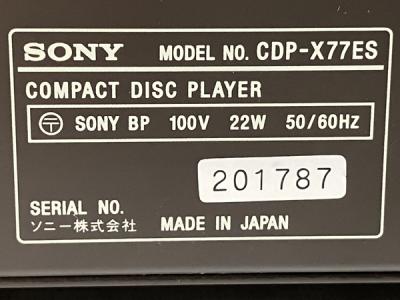 SONY MODEL NO. CDP-X77ES
COMPACT DISC PLAYER
〒 SONY BP 100V 22W 50/60Hz
201787
SERIAL NO.
ソニー株式会社 MADE IN JAPAN